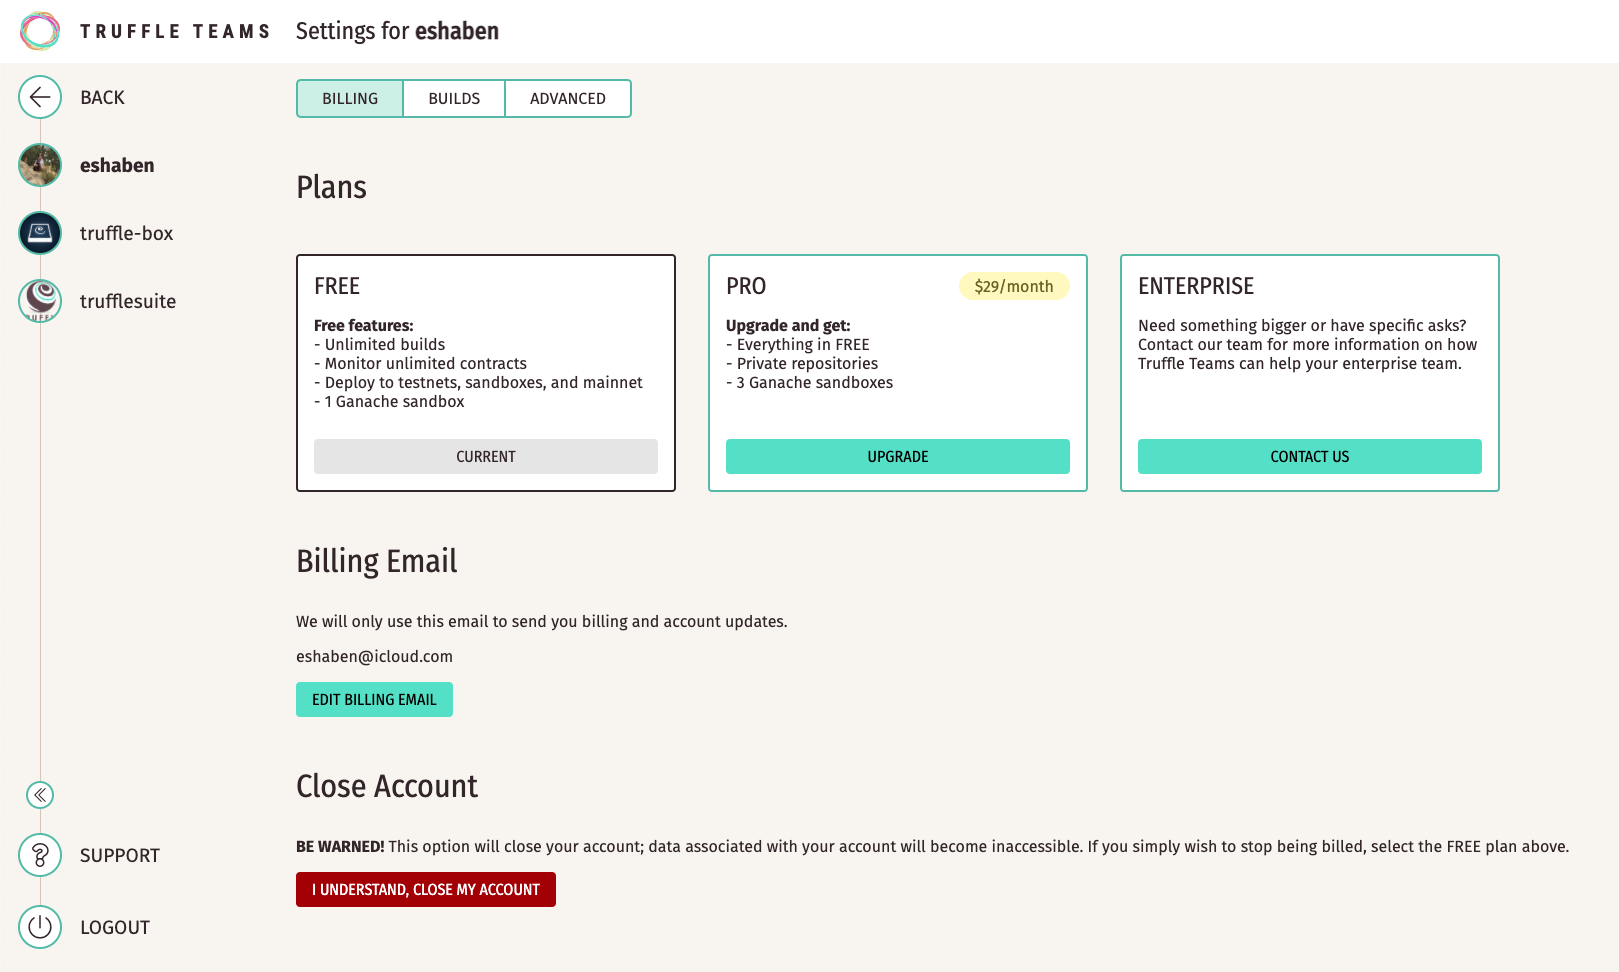 TRUFFLE TEAMS
Settings for eshaben
BACK
eshaben
truffle-box
trufflesuite
BILLING
BUILDS
ADVANCED
Plans
FREE
Free features:
- Unlimited builds
- Monitor unlimited contracts
- Deploy to testnets, sandboxes, and mainnet
- 1 Ganache sandbox
CURRENT
PRO
$29/month
Upgrade and get:
- Everything in FREE
- Private repositories
- 3 Ganache sandboxes
UPGRADE
ENTERPRISE
Need something bigger or have specific asks?
Contact our team for more information on how
Truffle Teams can help your enterprise team.
CONTACT US
Billing Email
We will only use this email to send you billing and account updates.
eshaben@icloud.com
EDIT BILLING EMAIL
Close Account
BE WARNED! This option will close your account; data associated with your account will become inaccessible. If you simply wish to stop being billed, select the FREE plan above.
I UNDERSTAND, CLOSE MY ACCOUNT
SUPPORT
LOGOUT